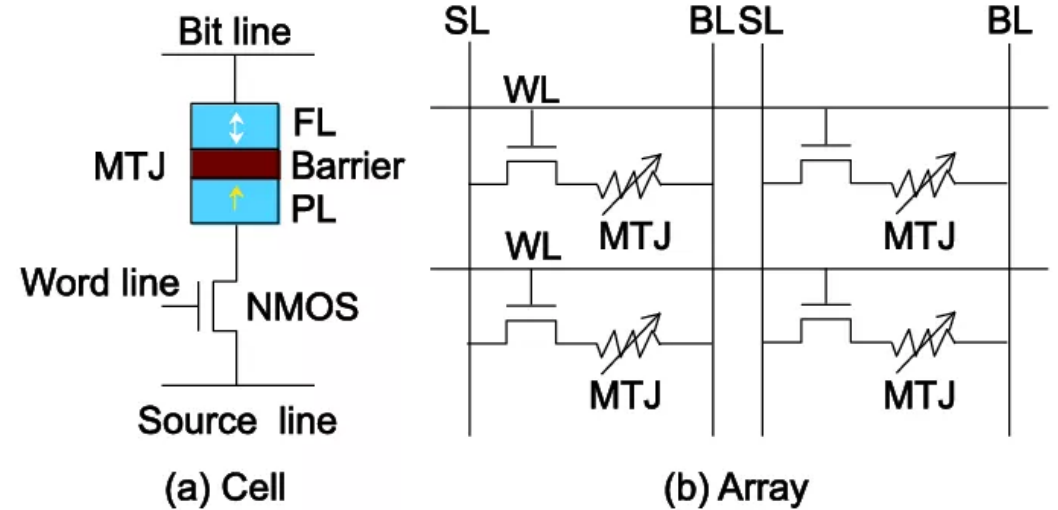 Bit line
FL
MTJ
Barrier
PL
Word line
NMOS
Source line
(a) Cell
SL
BL
SL
BL
WL
MTJ
MTJ
WL
MTJ
MTJ
(b) Array